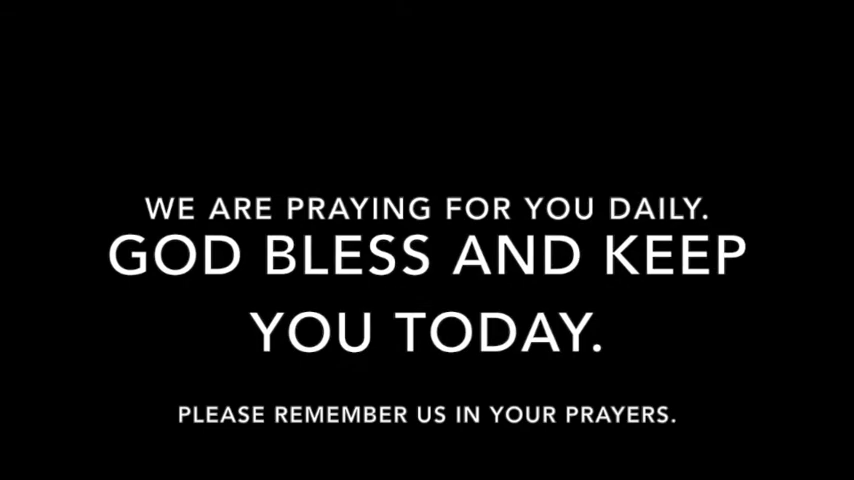 WE ARE PRAYING FOR YOU DAILY.
GOD BLESS AND KEEP
YOU TODAY.
PLEASE REMEMBER US IN YOUR PRAYERS.